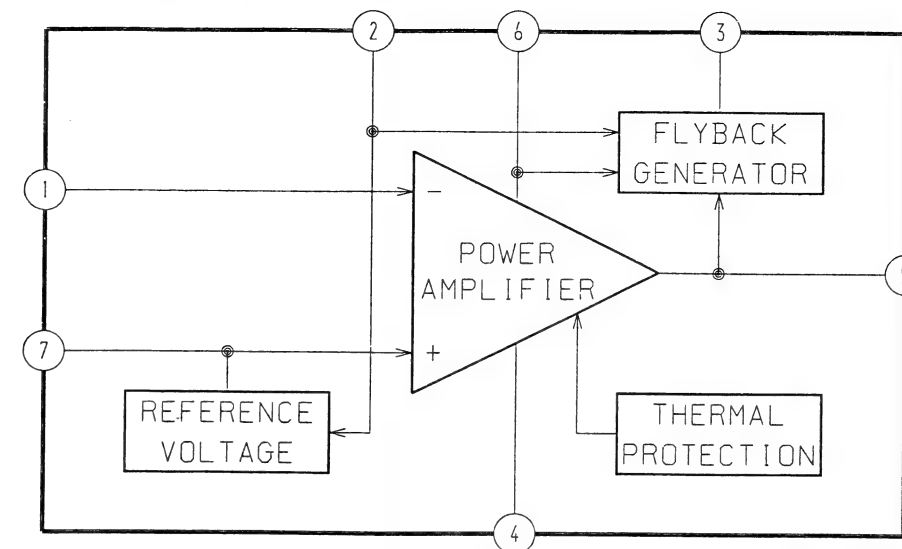 2
6
3
FLYBACK
GENERATOR
1
-
POWER
AMPLIFIER
7
+
REFERENCE
VOLTAGE
THERMAL
PROTECTION
4